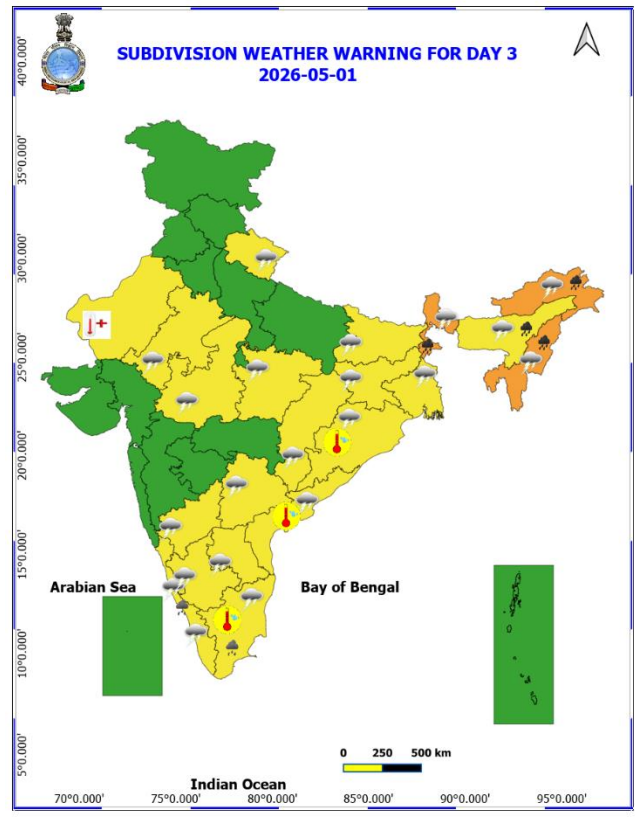 SUBDIVISION WEATHER WARNING FOR DAY 3
2026-05-01
40°0.000'
35°0.000'
30°0.000'
25°0.000'
20°0.000'
15°0.000'
10°0.000'
5°0.000'
Arabian Sea
Bay of Bengal
0 250 500 km
Indian Ocean
70°0.000' 75°0.000' 80°0.000' 85°0.000' 90°0.000' 95°0.000'